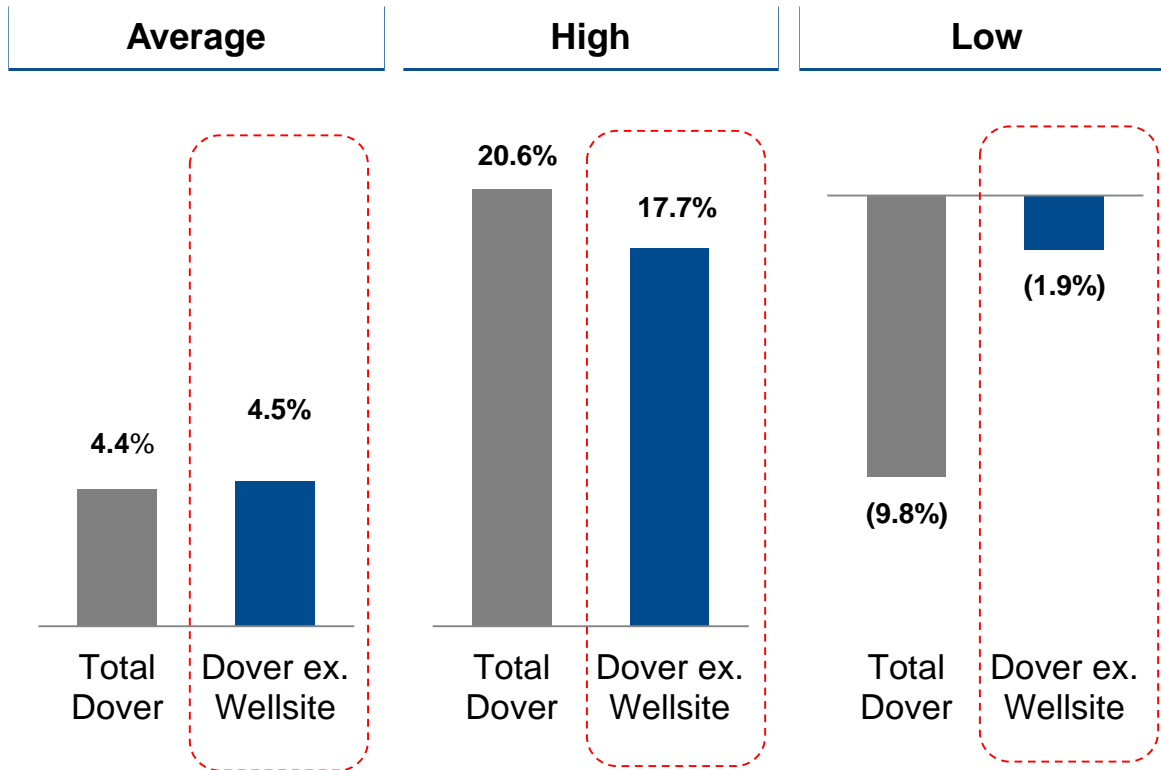 Average
High
Low
20.6%
17.7%
4.4%
4.5%
(9.8%)
(1.9%)
Total
Dover
Dover ex.
Wellsite
Total
Dover
Dover ex.
Wellsite
Total
Dover
Dover ex.
Wellsite